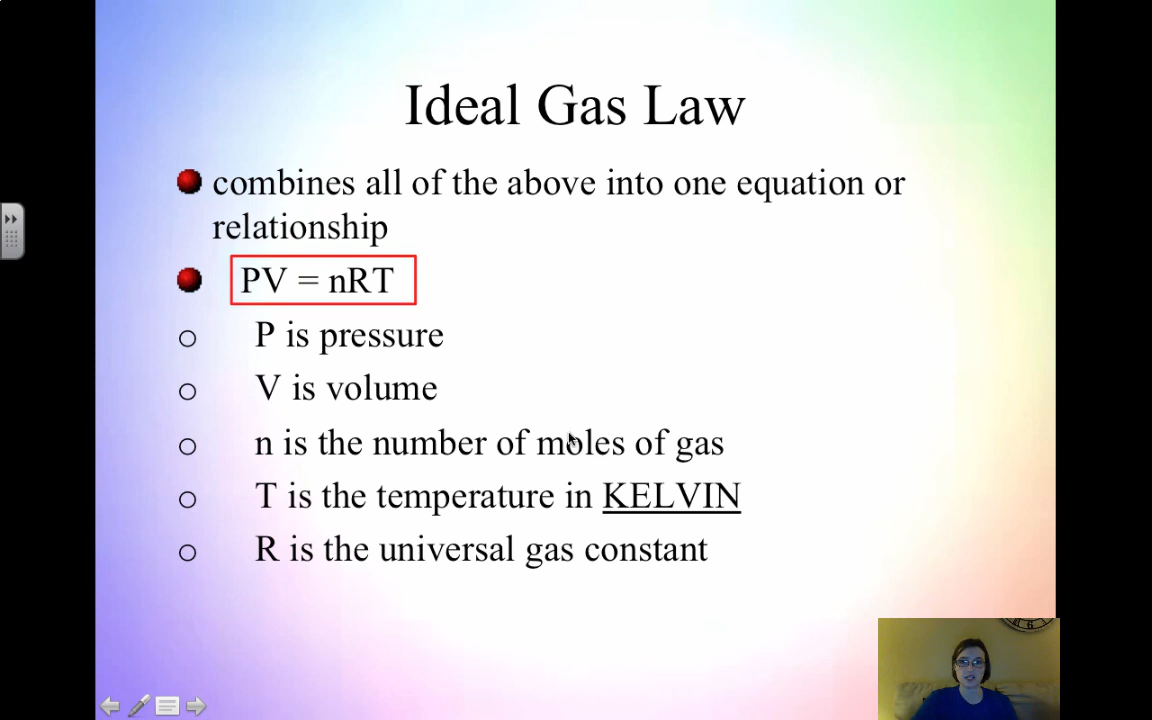 Ideal Gas Law
combines all of the above into one equation or
relationship
PV = nRT
P is pressure
V is volume
n is the number of moles of gas
T is the temperature in KELVIN
R is the universal gas constant
6